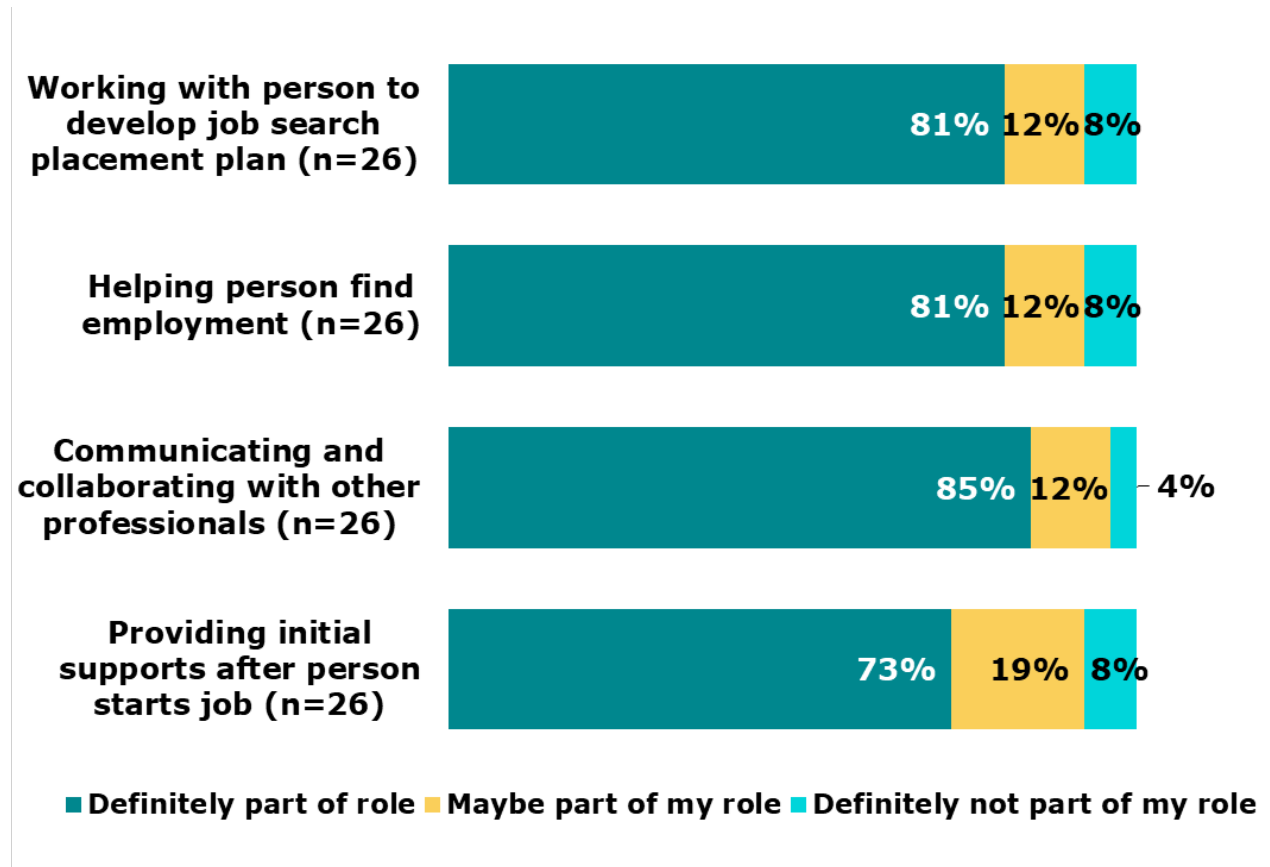 Working with person to
develop job search
placement plan (n=26)
81% 12% 8%
Helping person find
employment (n=26)
81% 12% 8%
Communicating and
collaborating with other
professionals (n=26)
85% 12% 4%
Providing initial
supports after person
starts job (n=26)
73% 19% 8%
Definitely part of role Maybe part of my role Definitely not part of my role